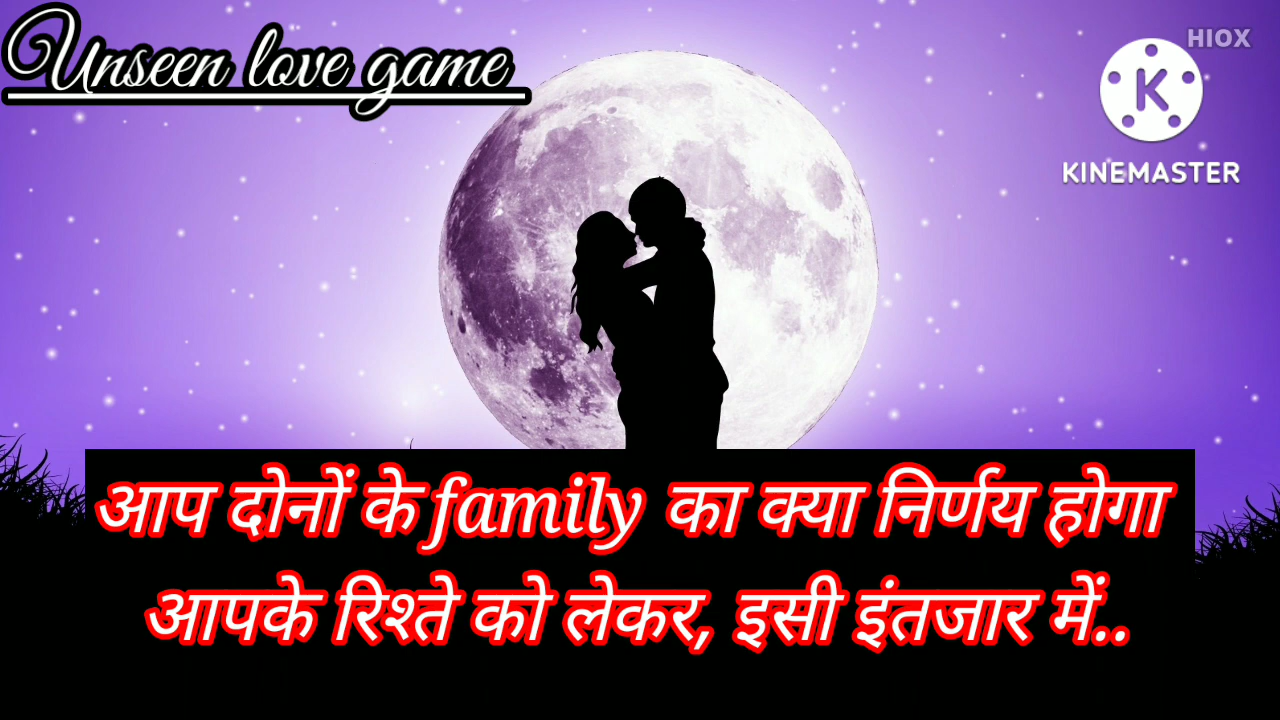 Unseen love game
HIOX
K
KINEMASTER
आप दोनों के family का क्या निर्णय होगा
आपके रिश्ते को लेकर, इसी इंतजार में..